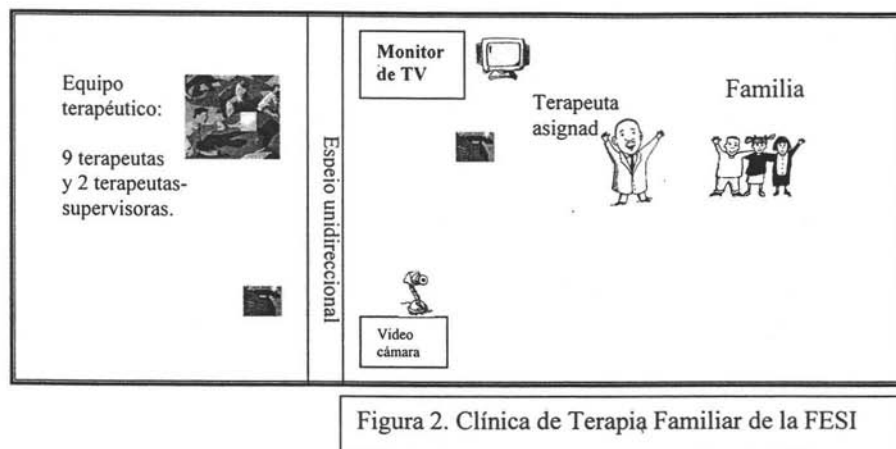 Equipo
terapéutico:
9 terapeutas
y 2 terapeutas-
supervisoras.
Espejo unidireccional
Monitor
de TV
Terapeuta
asignad
Familia
Video
cámara
Figura 2. Clínica de Terapia Familiar de la FESI